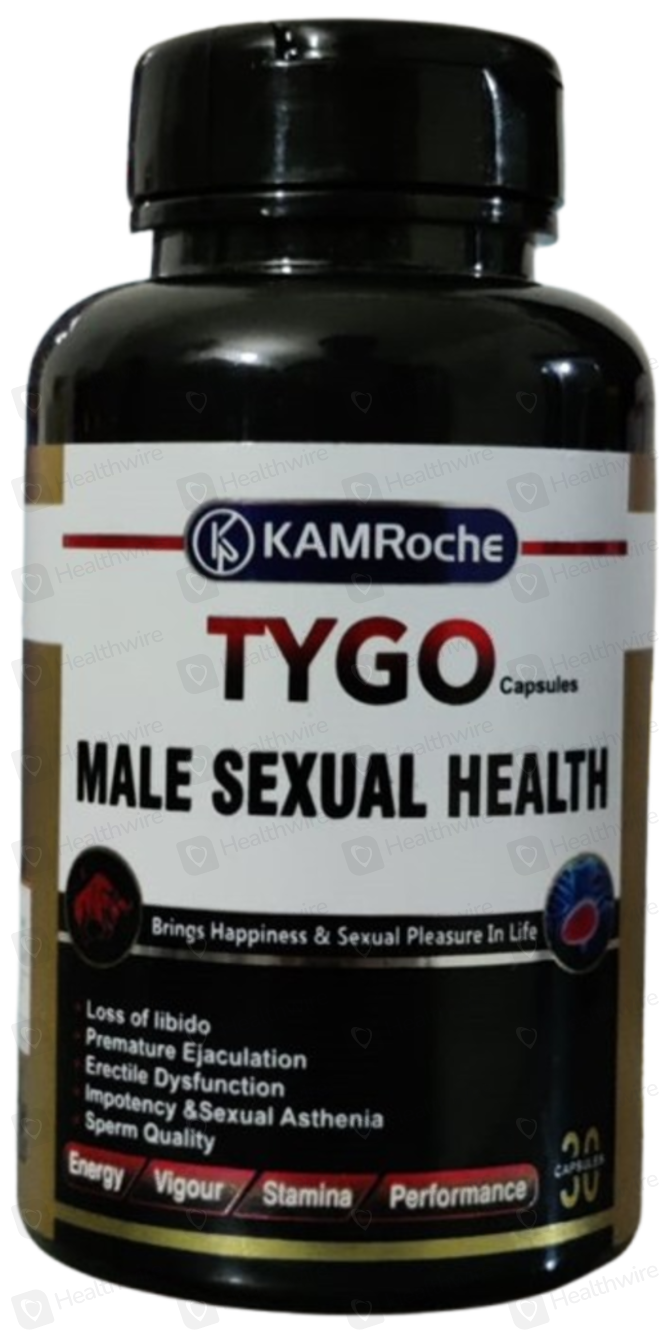 KAMRoche
TYGO Capsules
MALE SEXUAL HEALTH
Brings Happiness & Sexual Pleasure In Life
Loss of libido
Premature Ejaculation
Erectile Dysfunction
Impotency &Sexual Asthenia
Sperm Quality
Energy Vigour Stamina Performance
30
CAPSULES
Healthwire